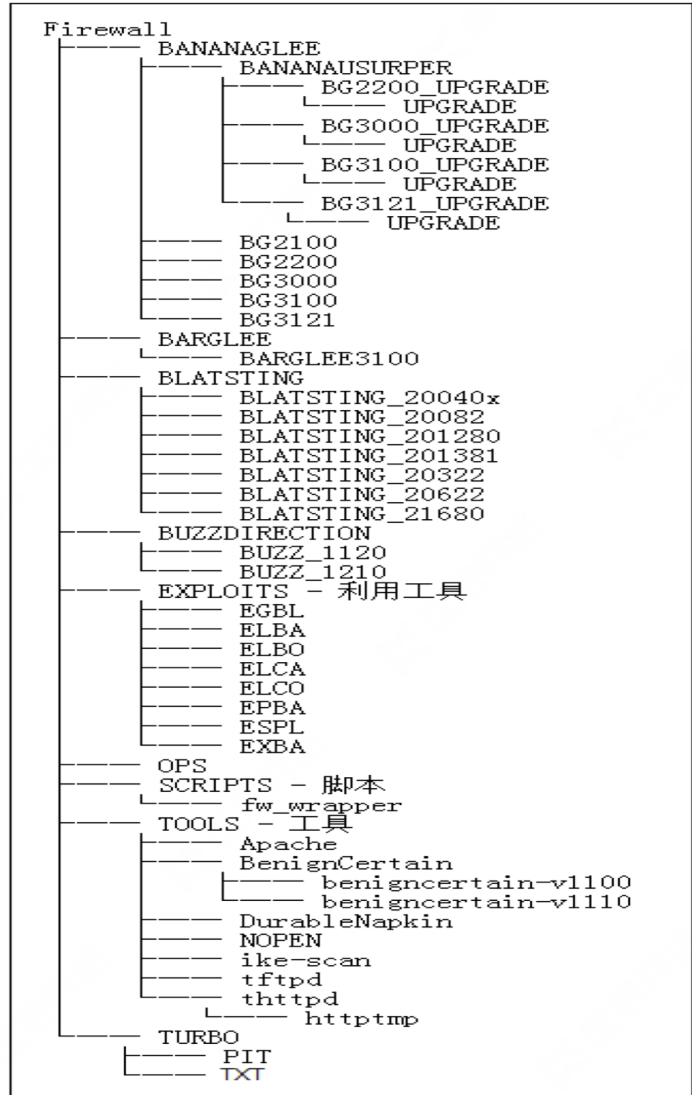 Firewall
BANANAGLEE
BANANAUSURPER
BG2200_UPGRADE
UPGRADE
BG3000_UPGRADE
UPGRADE
BG3100_UPGRADE
UPGRADE
BG3121_UPGRADE
UPGRADE
BG2100
BG2200
BG3000
BG3100
BG3121
BARGLEE
BARGLEE3100
BLATSTING
BLATSTING_20040x
BLATSTING_20082
BLATSTING_201280
BLATSTING_201381
BLATSTING_20322
BLATSTING_20622
BLATSTING_21680
BUZZDIRECTION
BUZZ_1120
BUZZ_1210
EXPLOITS - 利用工具
EGBL
ELBA
ELBO
ELCA
ELCO
EPBA
ESPL
EXBA
OPS
SCRIPTS - 脚本
fw_wrapper
TOOLS - 工具
Apache
BenignCertain
benigncertain-v1100
benigncertain-v1110
DurableNapkin
NOPEN
ike-scan
tftpd
thttpd
httptmp
TURBO
PIT
TXT